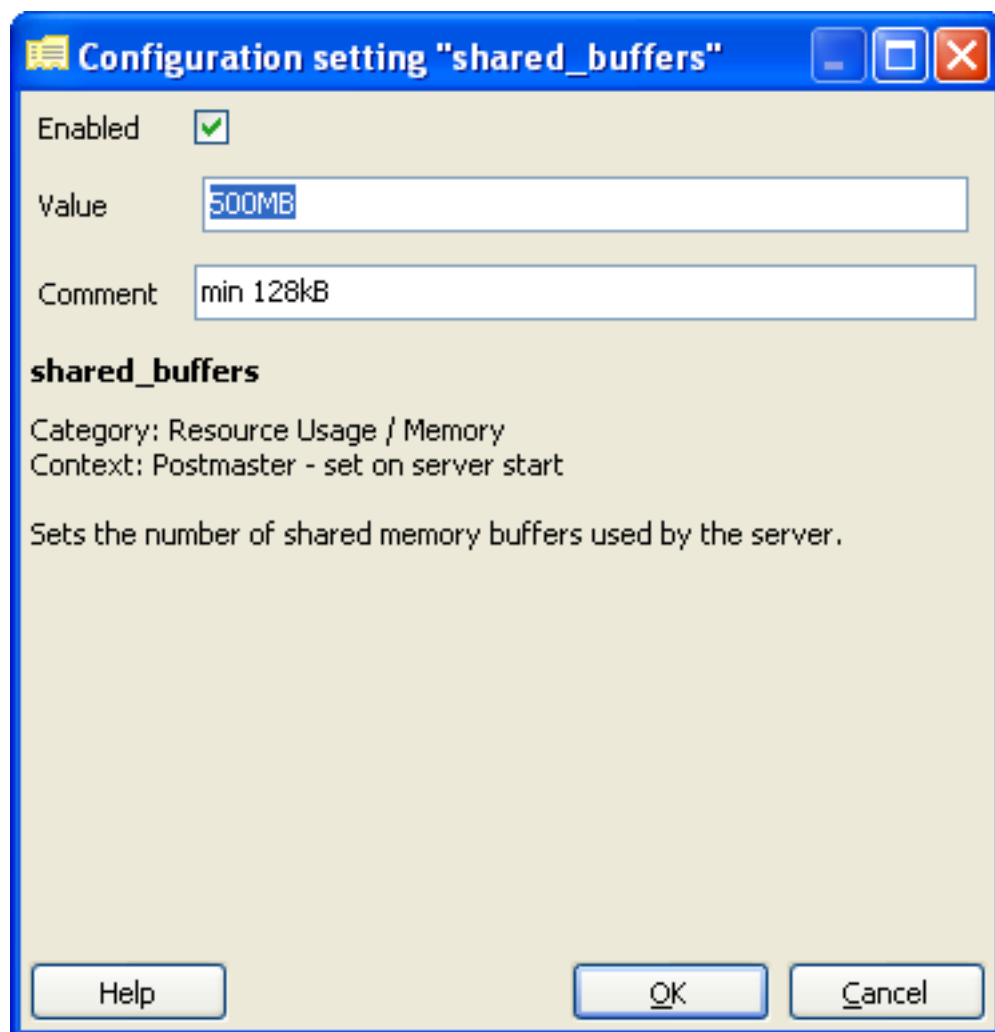 Configuration setting "shared_buffers"
Enabled
Value 500MB
Comment min 128kB
shared_buffers
Category: Resource Usage / Memory
Context: Postmaster - set on server start
Sets the number of shared memory buffers used by the server.
Help OK Cancel